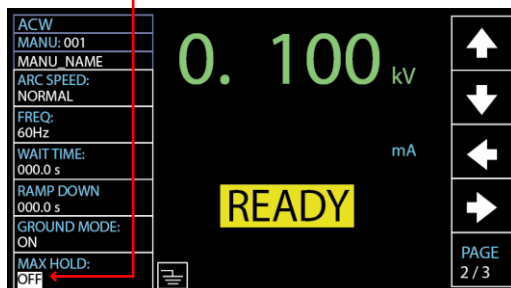 ACW
MANU: 001
MANU_NAME
ARC SPEED:
NORMAL
FREQ:
60Hz
WAIT TIME:
000.0 s
RAMP DOWN
000.0 s
GROUND MODE:
ON
MAX HOLD:
OFF
0. 100 kV
mA
READY
PAGE
2 / 3